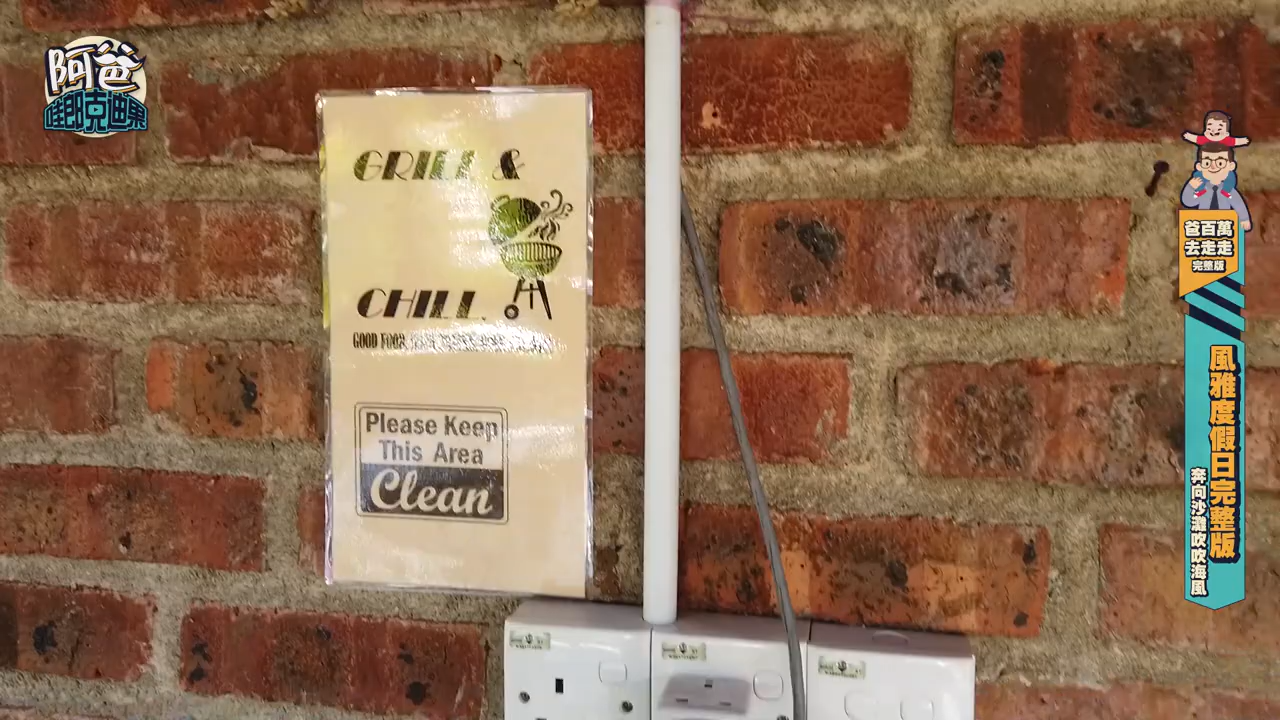 阿爸
哇即克迪果
GRILL &
CHILL
GOOD FOOD
Please Keep
This Area
Clean
爸百萬
去走走
完整版
風雅度假日完整版
奔向沙灘吹吹海風